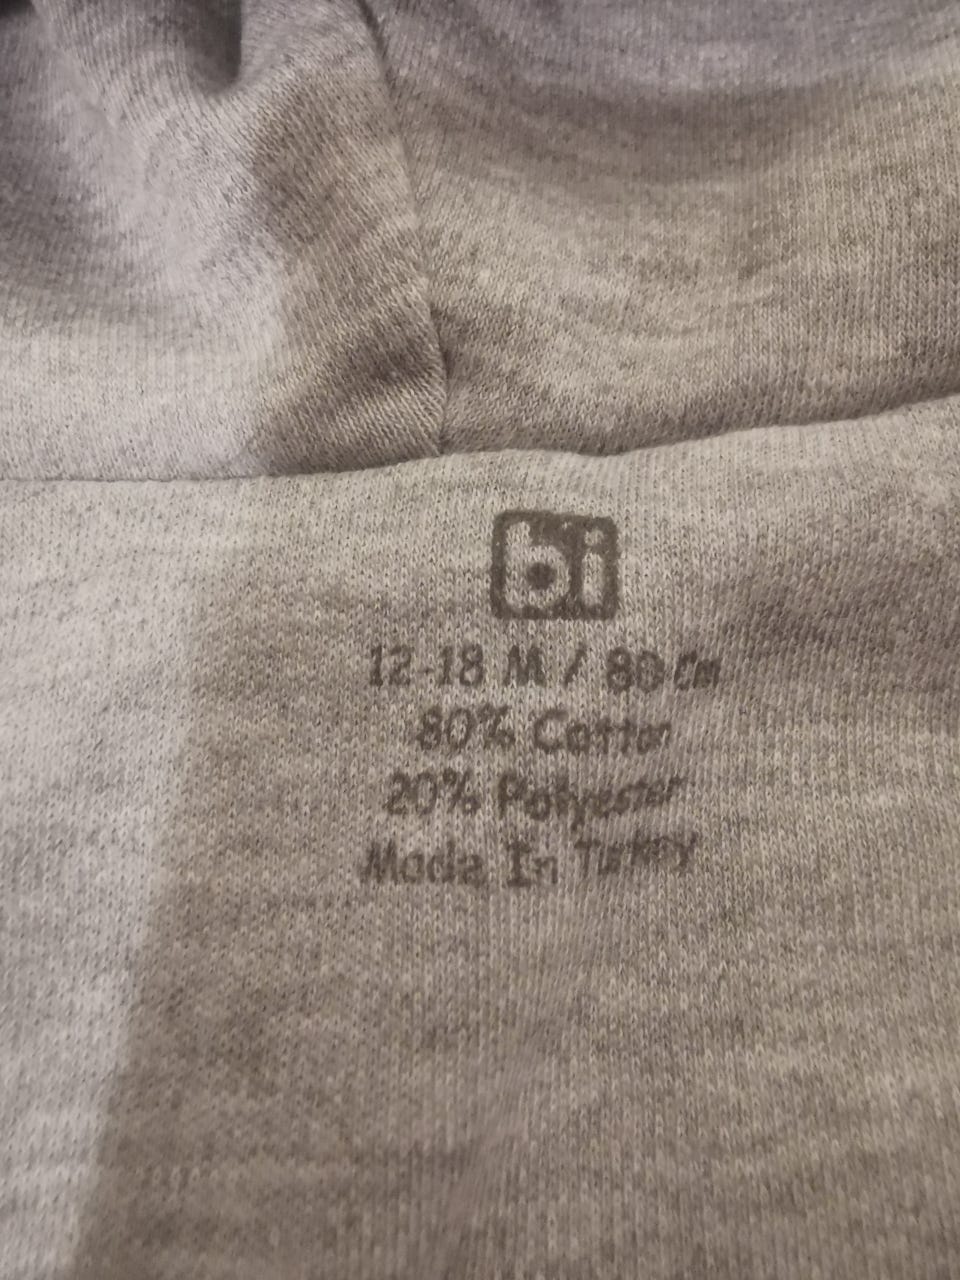 bi
12-18 M / 80 Cm
80% Cotton
20% Polyester
Made In Turkey